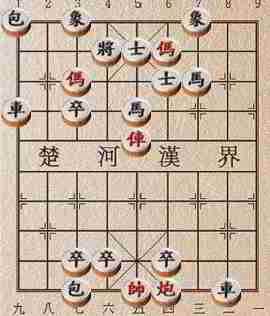 1 2 3 4 5 6 7 8 9
包 象 象
將 士 傌
傌 士 馬
車 卒 馬
俥
楚 河 漢 界
卒 卒 卒
包 帥 炮 車
九 八 七 六 五 四 三 二 一